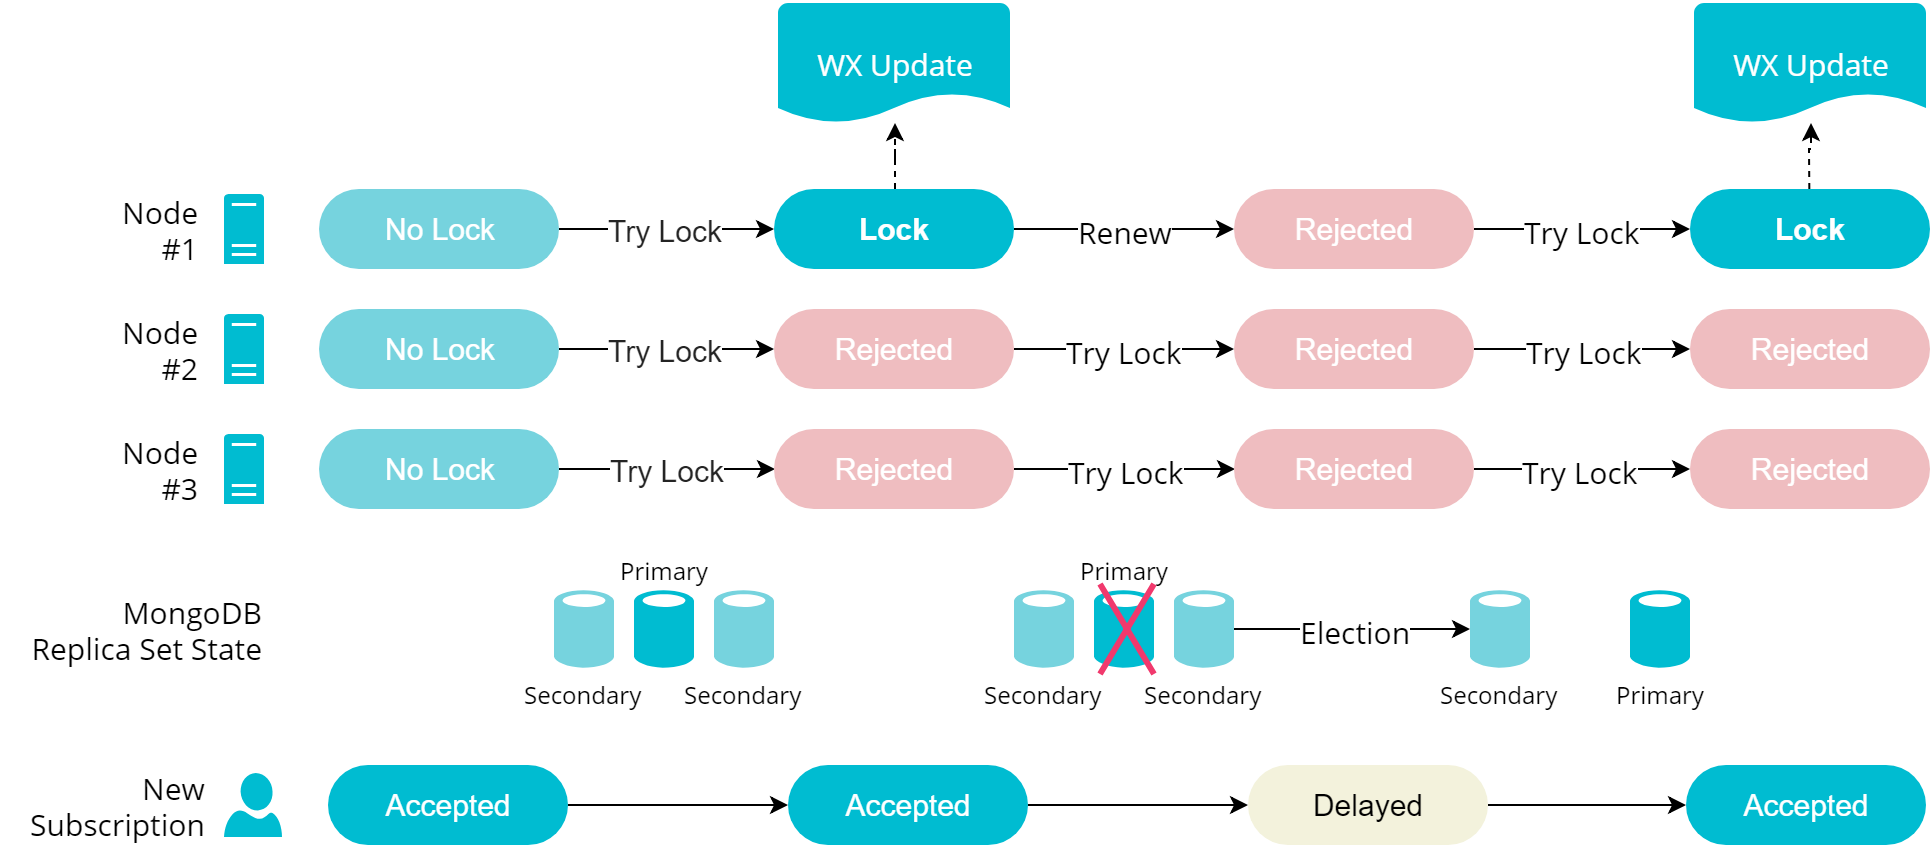 WX Update
WX Update
Node
#1
No Lock
Try Lock
Lock
Renew
Rejected
Try Lock
Lock
Node
#2
No Lock
Try Lock
Rejected
Try Lock
Rejected
Try Lock
Rejected
Node
#3
No Lock
Try Lock
Rejected
Try Lock
Rejected
Try Lock
Rejected
MongoDB
Replica Set State
Primary
Secondary
Secondary
Primary
Secondary
Secondary
Election
Secondary
Primary
New
Subscription
Accepted
Accepted
Delayed
Accepted